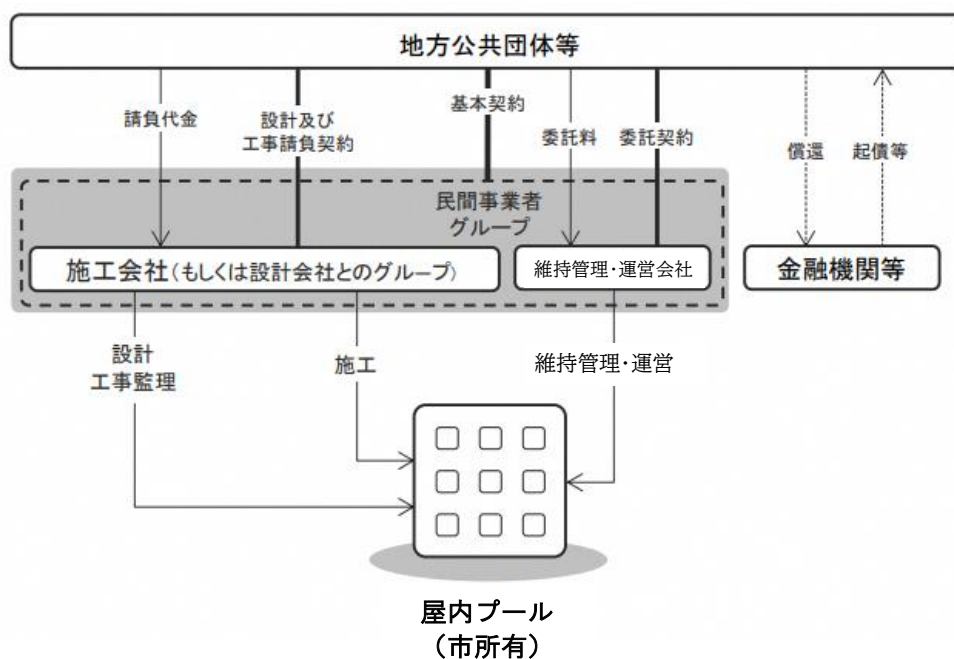 地方公共団体等
請負代金
設計及び
工事請負契約
基本契約
委託料
委託契約
償還
起債等
民間事業者
グループ
施工会社(もしくは設計会社とのグループ)
維持管理・運営会社
金融機関等
設計
工事監理
施工
維持管理・運営
屋内プール
(市所有)